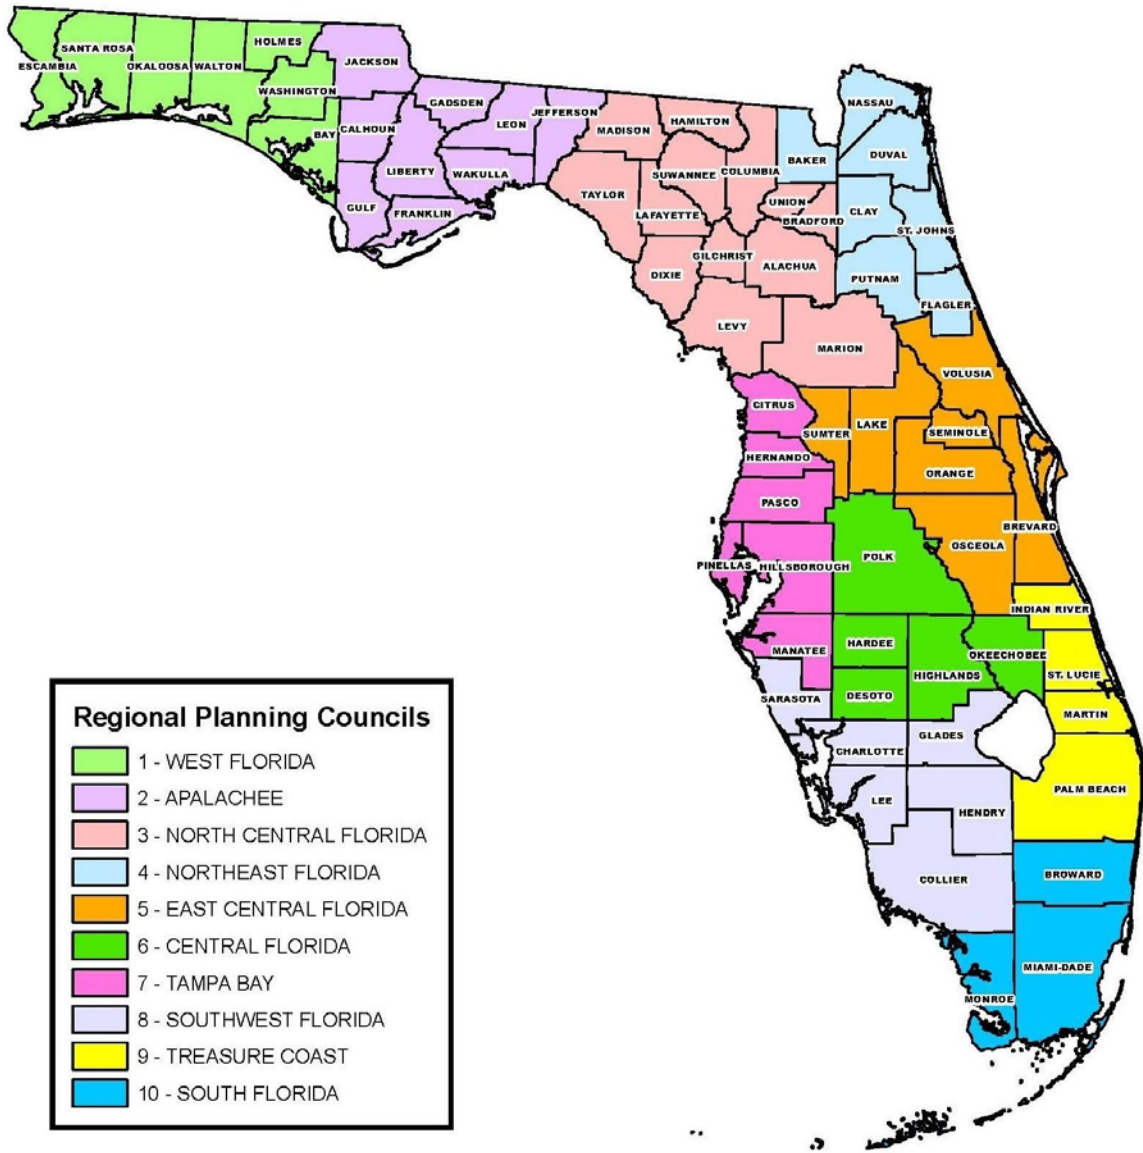 HOLMES
SANTA ROSA
ESCAMBIA
OKALOOSA
WALTON
JACKSON
WASHINGTON
GADSDEN
JEFFERSON
LEON
BAY
CALHOUN
LIBERTY
WAKULLA
GULF
FRANKLIN
MADISON
HAMILTON
NASSAU
BAKER
DUVAL
SUWANNEE
COLUMBIA
TAYLOR
LAFAYETTE
UNION
BRADFORD
CLAY
ST. JOHNS
GILCHRIST
DIXIE
ALACHUA
PUTNAM
FLAGLER
LEVY
MARION
VOLUSIA
CITRUS
SUMTER
LAKE
SEMINOLE
HERNANDO
ORANGE
PASCO
BREVARD
OSCEOLA
POLK
PINELLAS
HILLSBOROUGH
INDIAN RIVER
MANATEE
HARDEE
OKEECHOBEE
HIGHLANDS
ST. LUCIE
SARASOTA
DESOTO
MARTIN
GLADES
CHARLOTTE
PALM BEACH
LEE
HENDRY
COLLIER
BROWARD
MIAMI-DADE
MONROE
Regional Planning Councils
1 - WEST FLORIDA
2 - APALACHEE
3 - NORTH CENTRAL FLORIDA
4 - NORTHEAST FLORIDA
5 - EAST CENTRAL FLORIDA
6 - CENTRAL FLORIDA
7 - TAMPA BAY
8 - SOUTHWEST FLORIDA
9 - TREASURE COAST
10 - SOUTH FLORIDA